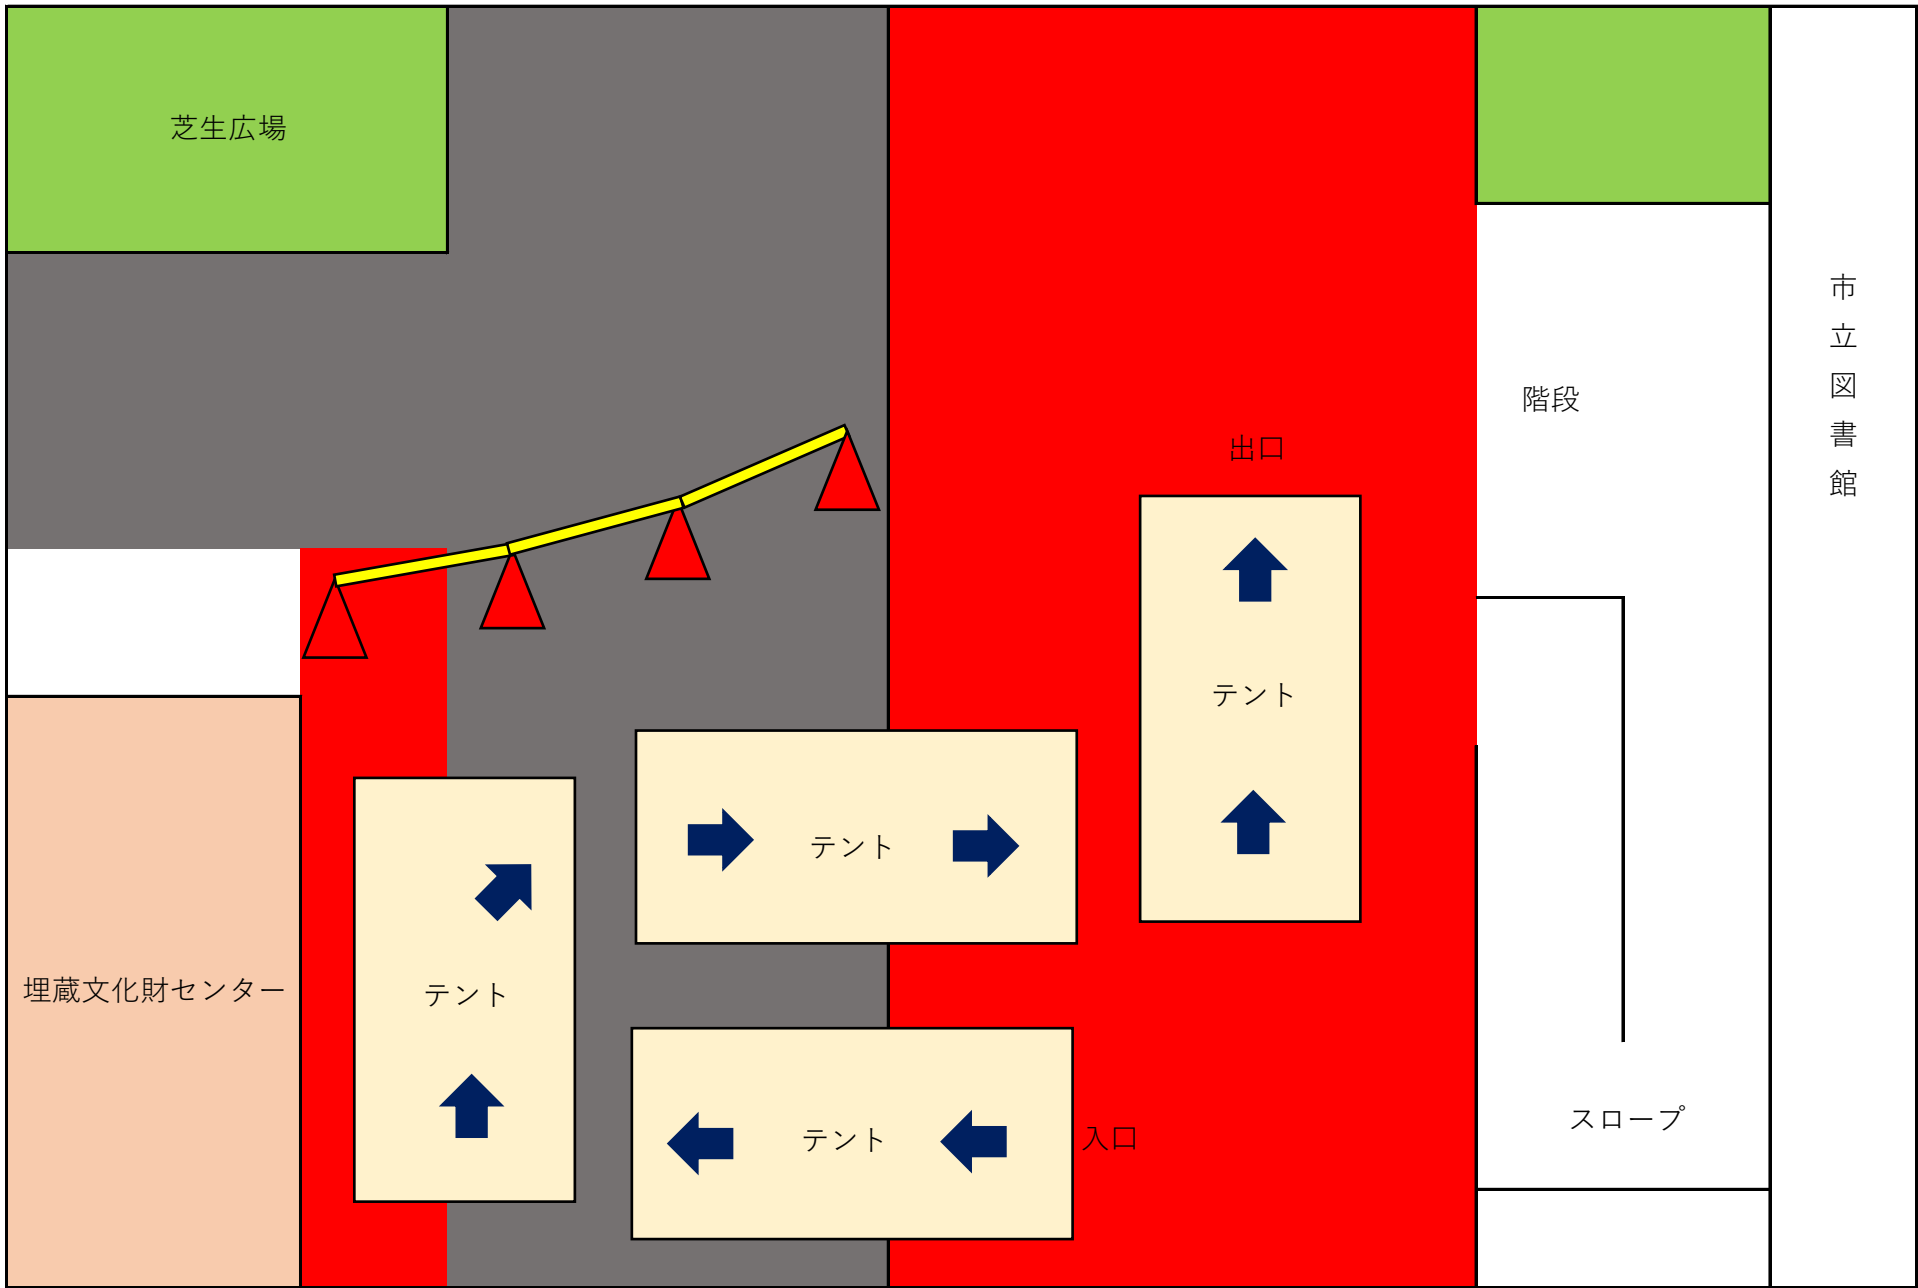 芝生広場
市立図書館
階段
出口
テント
テント
埋蔵文化財センター
テント
スロープ
テント
入口